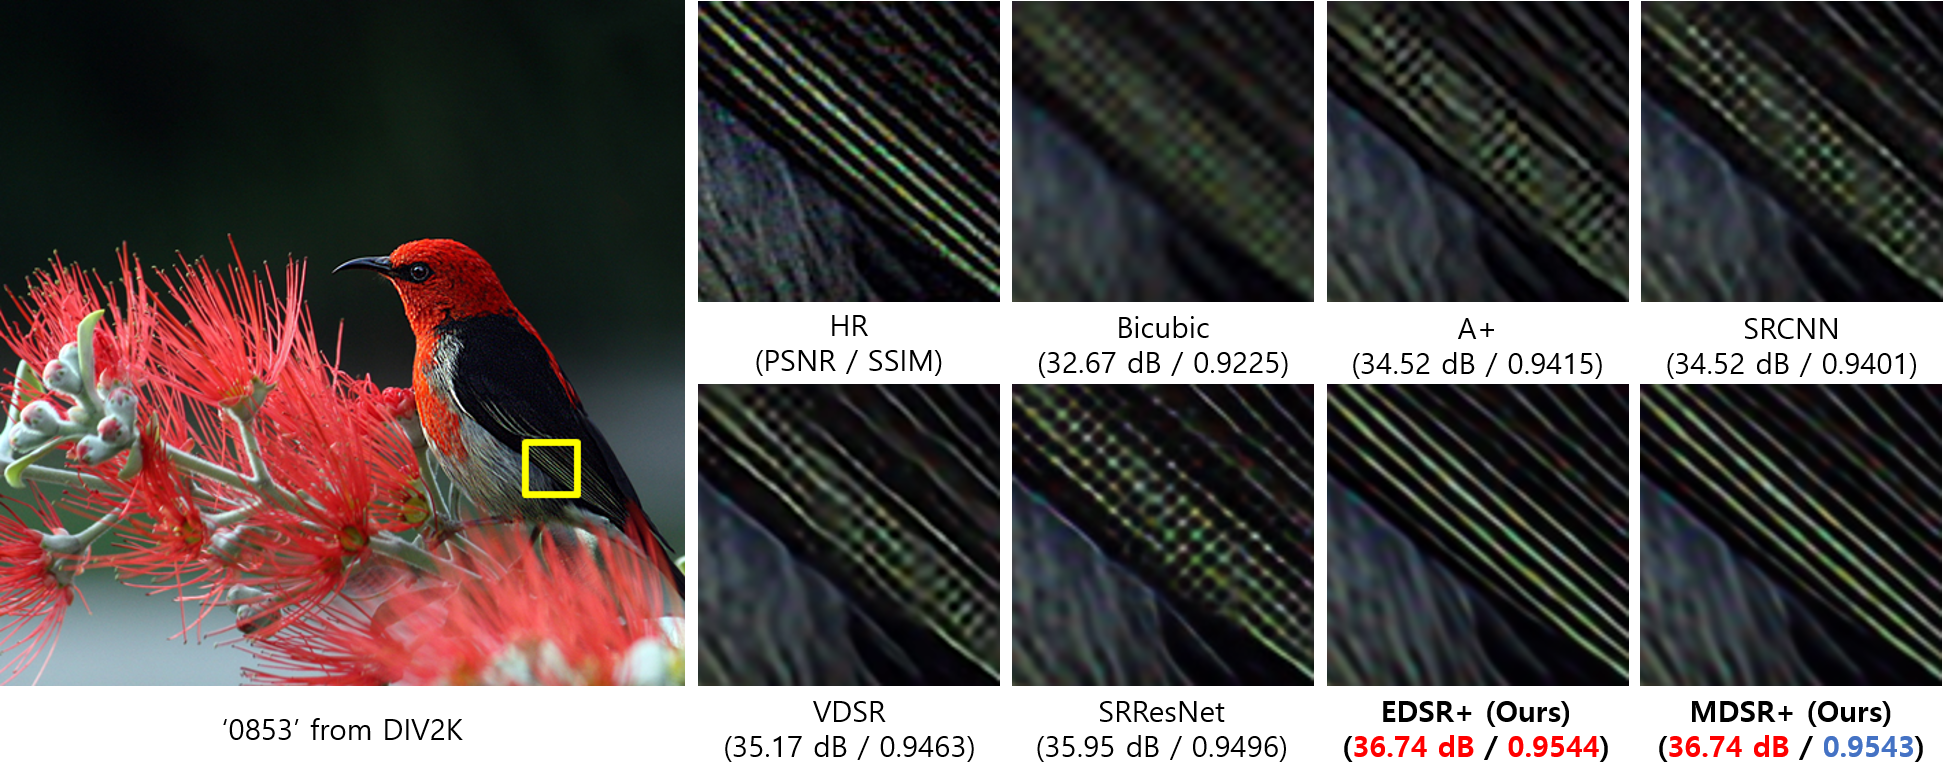 HR
(PSNR / SSIM)
Bicubic
(32.67 dB / 0.9225)
A+
(34.52 dB / 0.9415)
SRCNN
(34.52 dB / 0.9401)
VDSR
(35.17 dB / 0.9463)
SRResNet
(35.95 dB / 0.9496)
EDSR+ (Ours)
(36.74 dB / 0.9544)
MDSR+ (Ours)
(36.74 dB / 0.9543)
‘0853’ from DIV2K